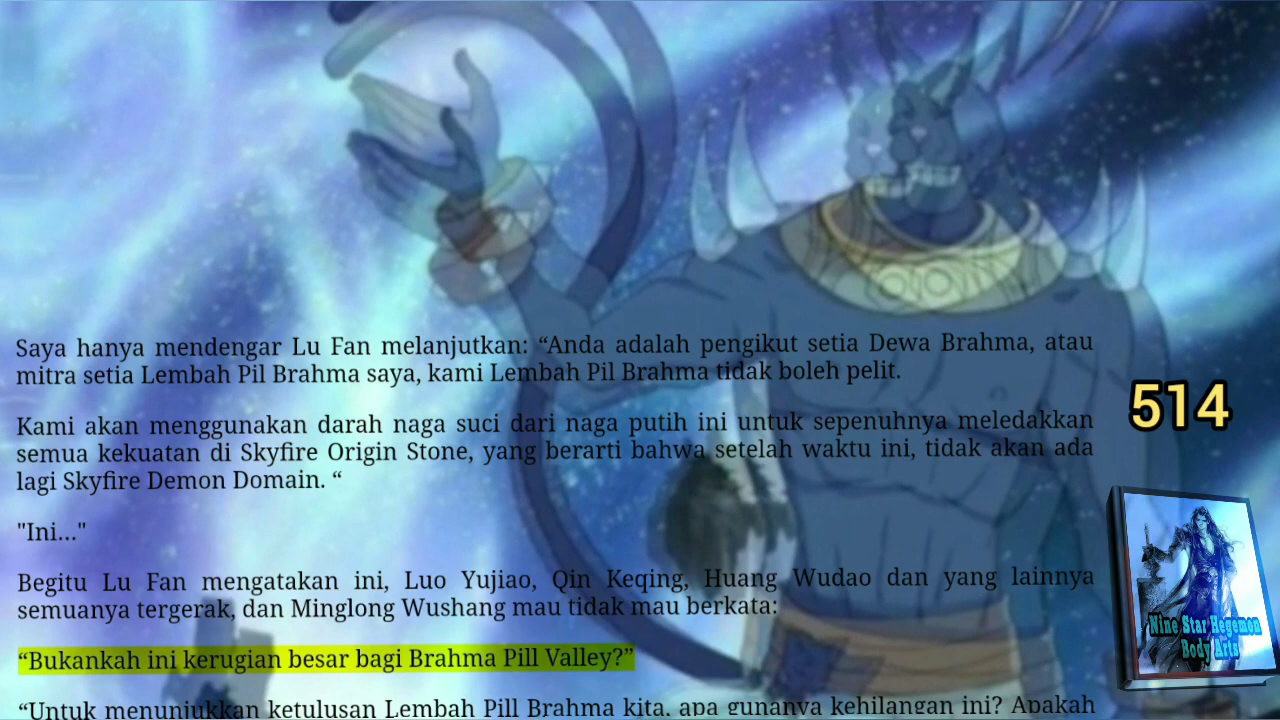 Saya hanya mendengar Lu Fan melanjutkan: “Anda adalah pengikut setia Dewa Brahma, atau
mitra setia Lembah Pil Brahma saya, kami Lembah Pil Brahma tidak boleh pelit.
Kami akan menggunakan darah naga suci dari naga putih ini untuk sepenuhnya meledakkan
semua kekuatan di Skyfire Origin Stone, yang berarti bahwa setelah waktu ini, tidak akan ada
lagi Skyfire Demon Domain. “
"Ini..."
Begitu Lu Fan mengatakan ini, Luo Yujiao, Qin Keqing, Huang Wudao dan yang lainnya
semuanya tergerak, dan Minglong Wushang mau tidak mau berkata:
“Bukankah ini kerugian besar bagi Brahma Pill Valley?”
“Untuk menunjukkan ketulusan Lembah Pill Brahma kita, apa gunanya kehilangan ini? Apakah
514
Nine Star Hegemon
Body Arts